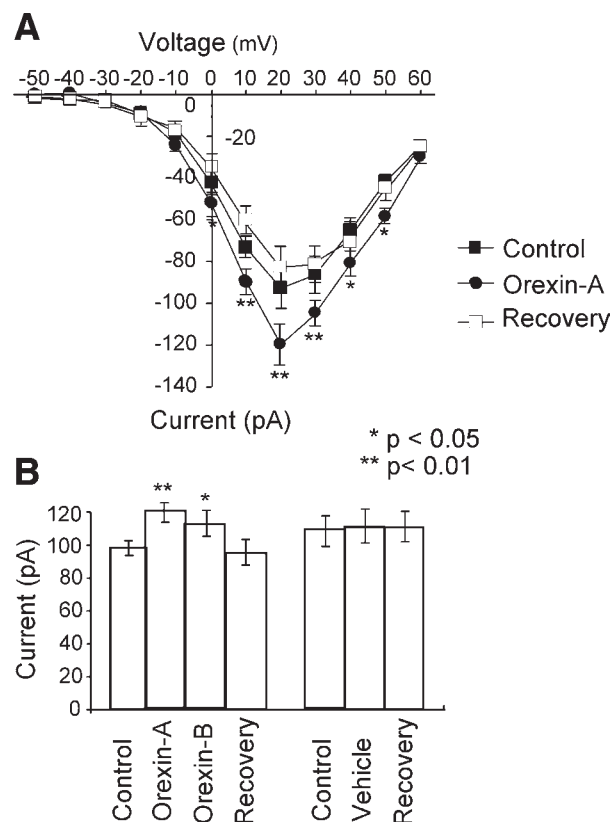 A
Voltage (mV)
-50 -40 -30 -20 -10 0 10 20 30 40 50 60
0
-20
-40
-60
-80
-100
-120
-140
*
**
**
**
*
*
Control
Orexin-A
Recovery
Current (pA)
* p < 0.05
** p< 0.01
B
Current (pA)
120
100
80
60
40
20
0
**
*
Control
Orexin-A
Orexin-B
Recovery
Control
Vehicle
Recovery